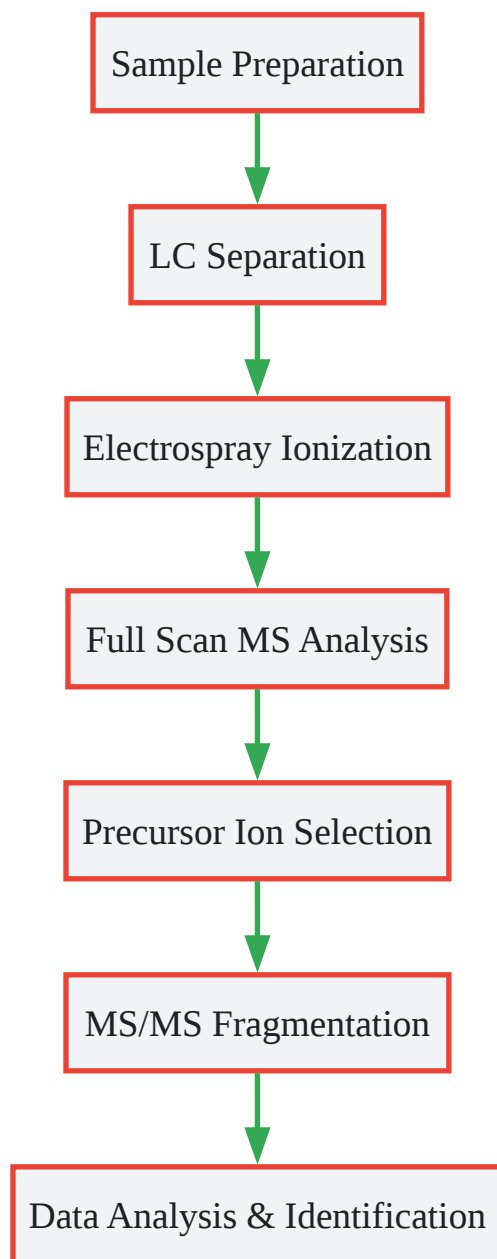 Sample Preparation
LC Separation
Electrospray Ionization
Full Scan MS Analysis
Precursor Ion Selection
MS/MS Fragmentation
Data Analysis & Identification